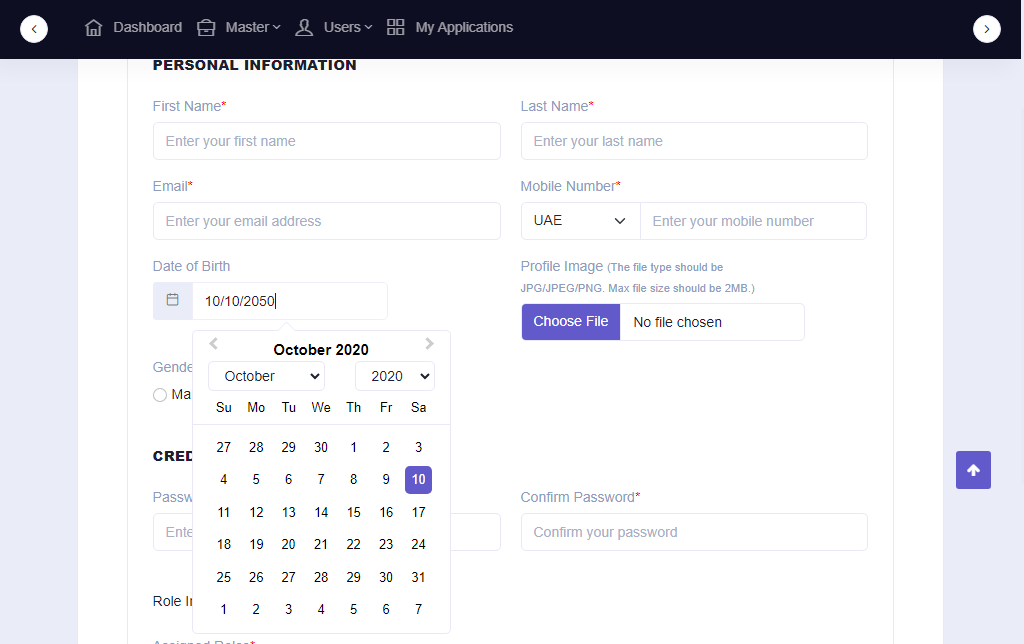 Dashboard Master Users My Applications
PERSONAL INFORMATION
First Name* Last Name*
Enter your first name Enter your last name
Email* Mobile Number*
Enter your email address UAE Enter your mobile number
Date of Birth Profile Image (The file type should be
JPG/JPEG/PNG. Max file size should be 2MB.)
10/10/2050 Choose File No file chosen
October 2020
October 2020
Su Mo Tu We Th Fr Sa
27 28 29 30 1 2 3
4 5 6 7 8 9 10
11 12 13 14 15 16 17
18 19 20 21 22 23 24
25 26 27 28 29 30 31
1 2 3 4 5 6 7
Gende
Ma
CRED
Passw Confirm Password*
Ente Confirm your password
Role In
Assigned Roles*